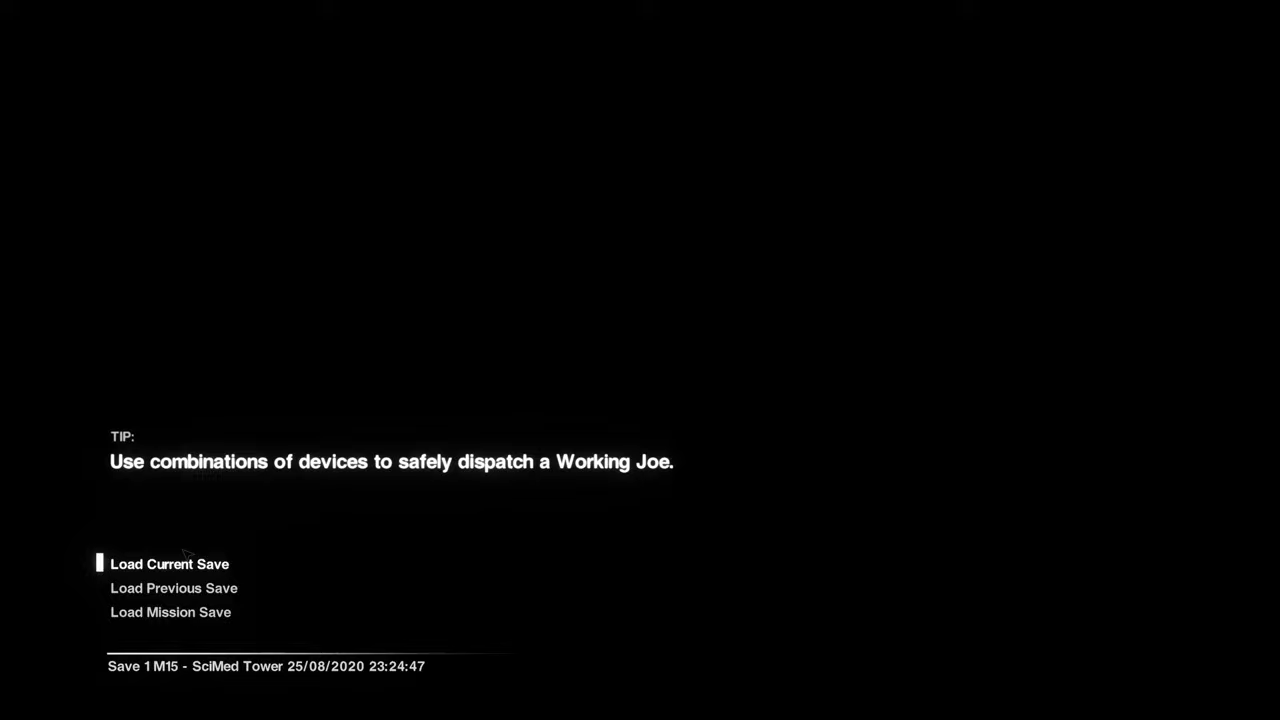 TIP:
Use combinations of devices to safely dispatch a Working Joe.
Load Current Save
Load Previous Save
Load Mission Save
Save 1 M15 - SciMed Tower 25/08/2020 23:24:47